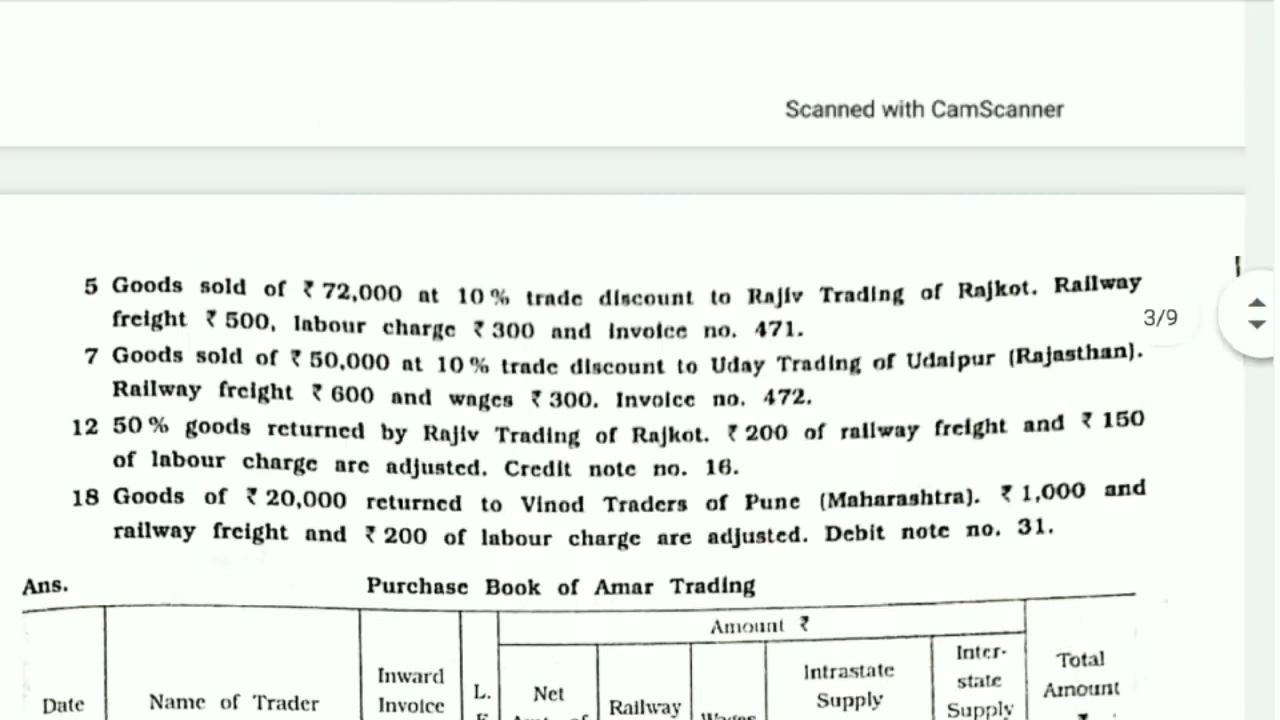 Scanned with CamScanner
5 Goods sold of ₹ 72,000 at 10 % trade discount to Rajiv Trading of Rajkot. Railway
freight ₹ 500, labour charge ₹ 300 and invoice no. 471.
3/9
7 Goods sold of ₹ 50,000 at 10 % trade discount to Uday Trading of Udaipur (Rajasthan).
Railway freight ₹ 600 and wages ₹ 300. Invoice no. 472.
12 50 % goods returned by Rajiv Trading of Rajkot. ₹ 200 of railway freight and ₹ 150
of labour charge are adjusted. Credit note no. 16.
18 Goods of ₹ 20,000 returned to Vinod Traders of Pune (Maharashtra). ₹ 1,000 and
railway freight and ₹ 200 of labour charge are adjusted. Debit note no. 31.
Ans. Purchase Book of Amar Trading
Amount ₹
Date
Name of Trader
Inward
Invoice
L.
Net
Railway
Intrastate
Supply
Inter-
state
Supply
Total
Amount